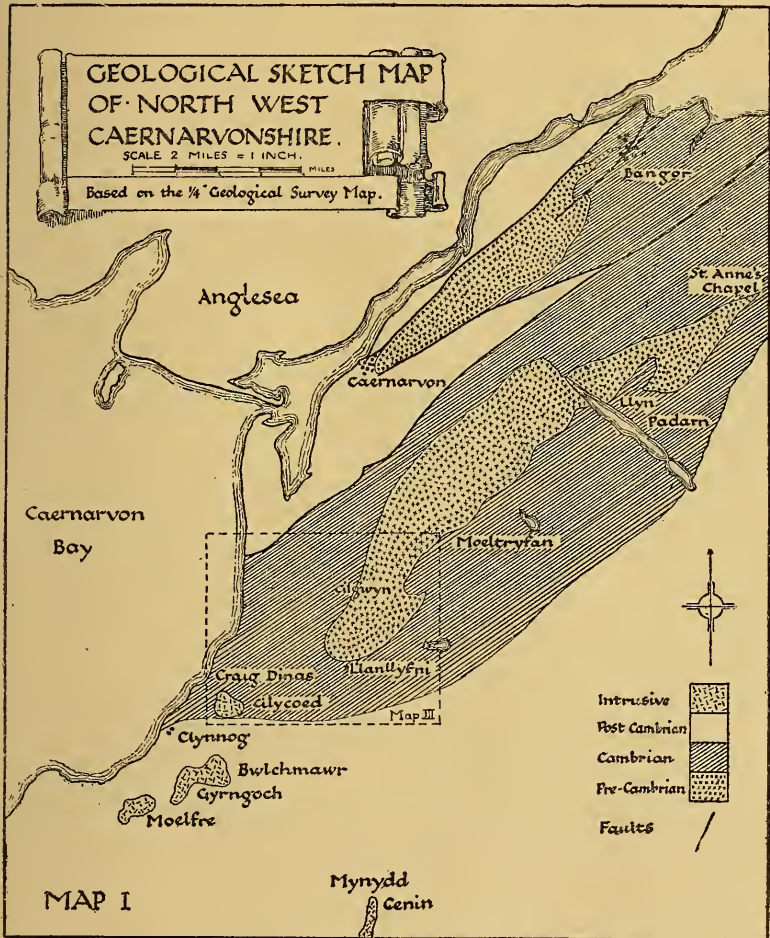 GEOLOGICAL SKETCH MAP
OF· NORTH WEST
CAERNARVONSHIRE.
SCALE 2 MILES = 1 INCH.
MILES
Based on the ¼" Geological Survey Map.
Bangor
St. Anne's
Chapel
Anglesea
Caernarvon
Llyn
Padarn
Caernarvon
Bay
Moeltryfan
Cilgwyn
Llanllyfni
Craig Dinas
Cilycoed
Map III
Clynnog
Bwlchmawr
Gyrngoch
Moelfre
Intrusive
Post Cambrian
Cambrian
Pre-Cambrian
Faults
Mynydd
Cenin
MAP I